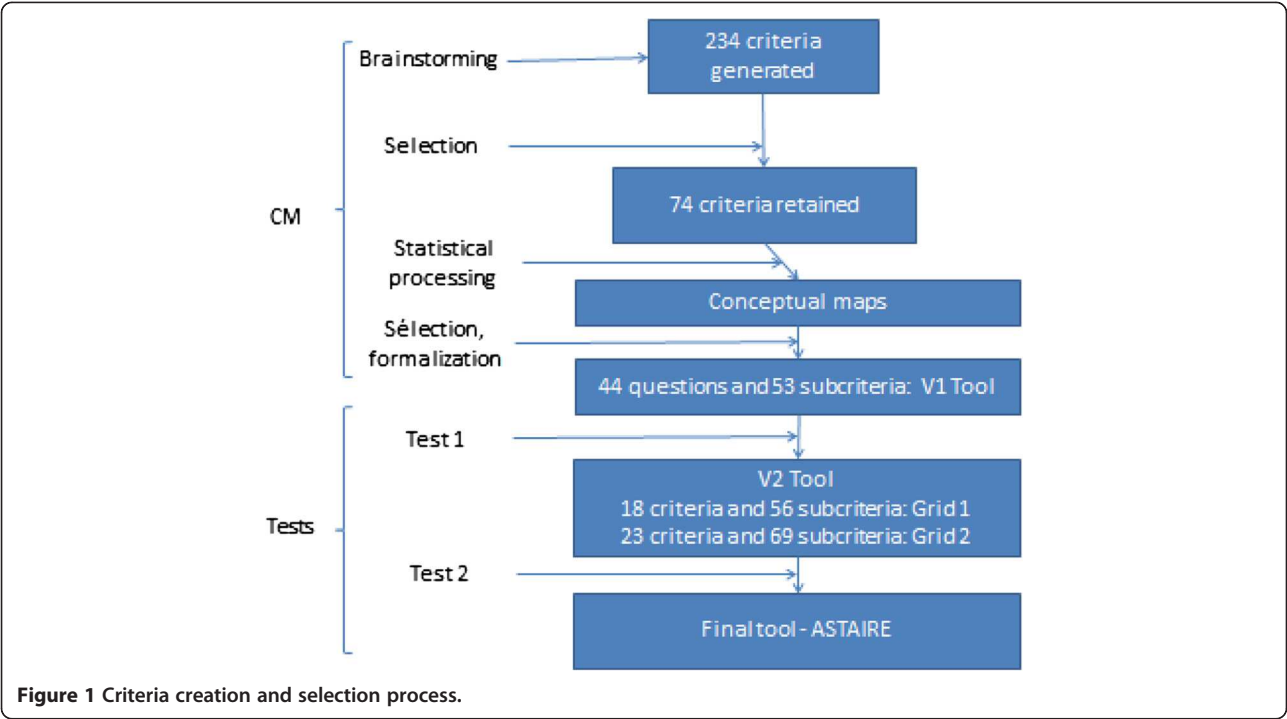 Brainstorming
234 criteria
generated
Selection
74 criteria retained
CM
Statistical
processing
Conceptual maps
Sélection,
formalization
44 questions and 53 subcriteria: V1 Tool
Test 1
V2 Tool
18 criteria and 56 subcriteria: Grid 1
23 criteria and 69 subcriteria: Grid 2
Tests
Test 2
Final tool - ASTAIRE
Figure 1 Criteria creation and selection process.